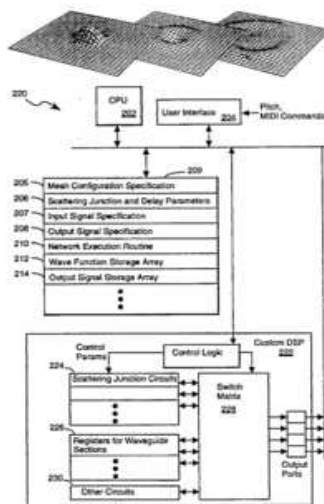 220
CPU
202
User Interface 204
Pitch,
MIDI Commands
209
205 Mesh Configuration Specification
206 Scattering Junction and Delay Parameters
207 Input Signal Specification
208 Output Signal Specification
210 Network Execution Routine
212 Wave Function Storage Array
214 Output Signal Storage Array
Custom DSP
Control
Params
Control Logic
224
Scattering Junction Circuits
Switch
Matrix
228
226
Registers for Waveguide
Sections
230
Other Circuits
Output
Ports